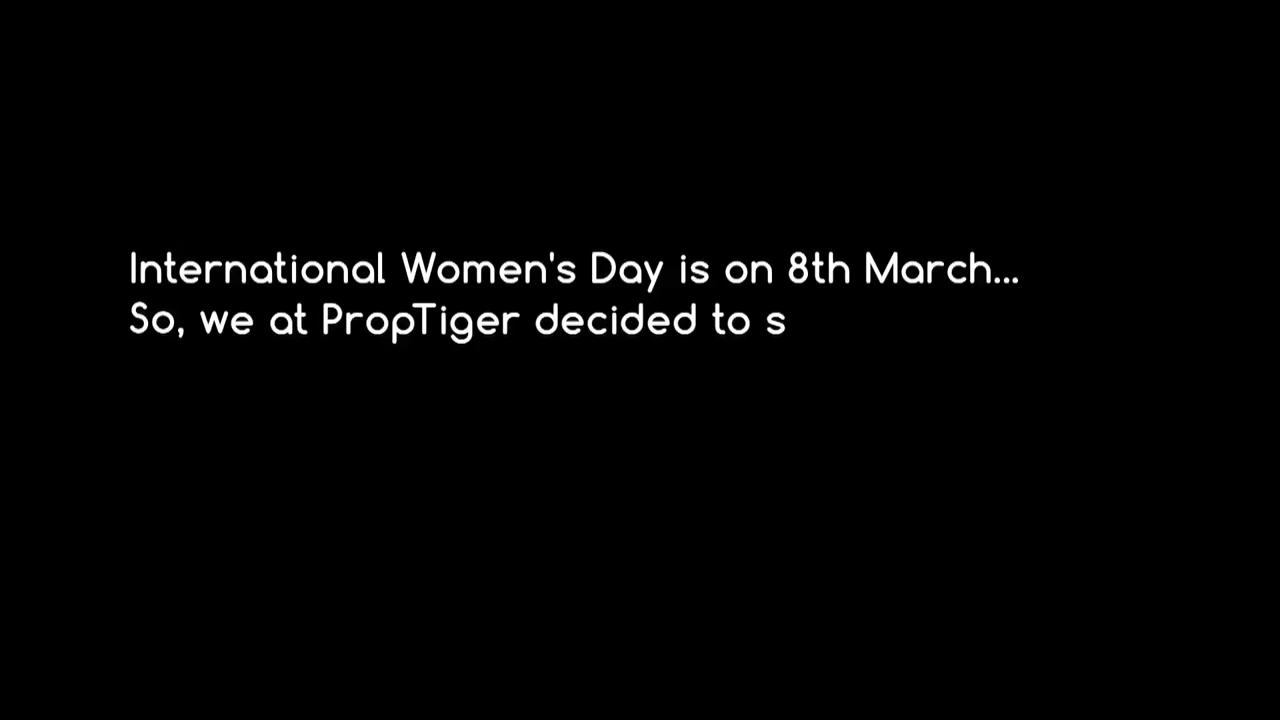 International Women's Day is on 8th March...
So, we at PropTiger decided to s